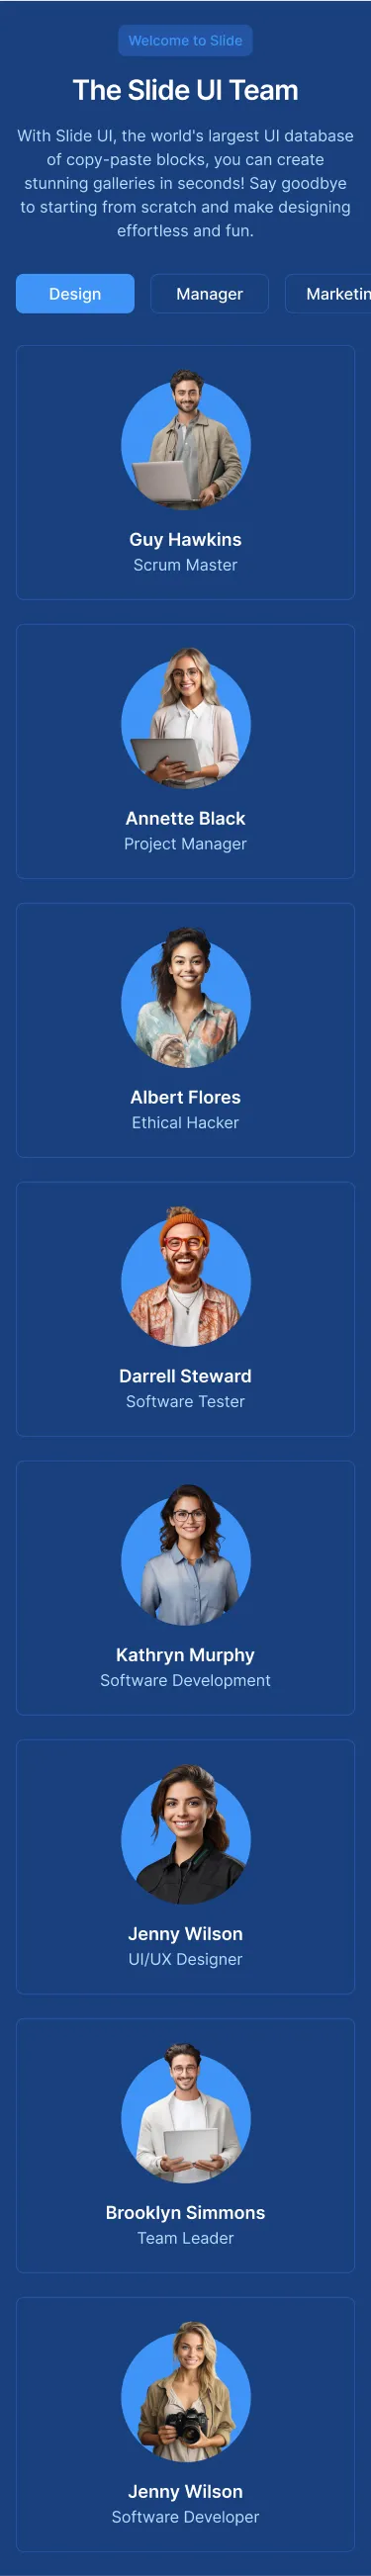 Welcome to Slide
The Slide UI Team
With Slide UI, the world's largest UI database
of copy-paste blocks, you can create
stunning galleries in seconds! Say goodbye
to starting from scratch and make designing
effortless and fun.
Design Manager Marketin
Guy Hawkins
Scrum Master
Annette Black
Project Manager
Albert Flores
Ethical Hacker
Darrell Steward
Software Tester
Kathryn Murphy
Software Development
Jenny Wilson
UI/UX Designer
Brooklyn Simmons
Team Leader
Jenny Wilson
Software Developer